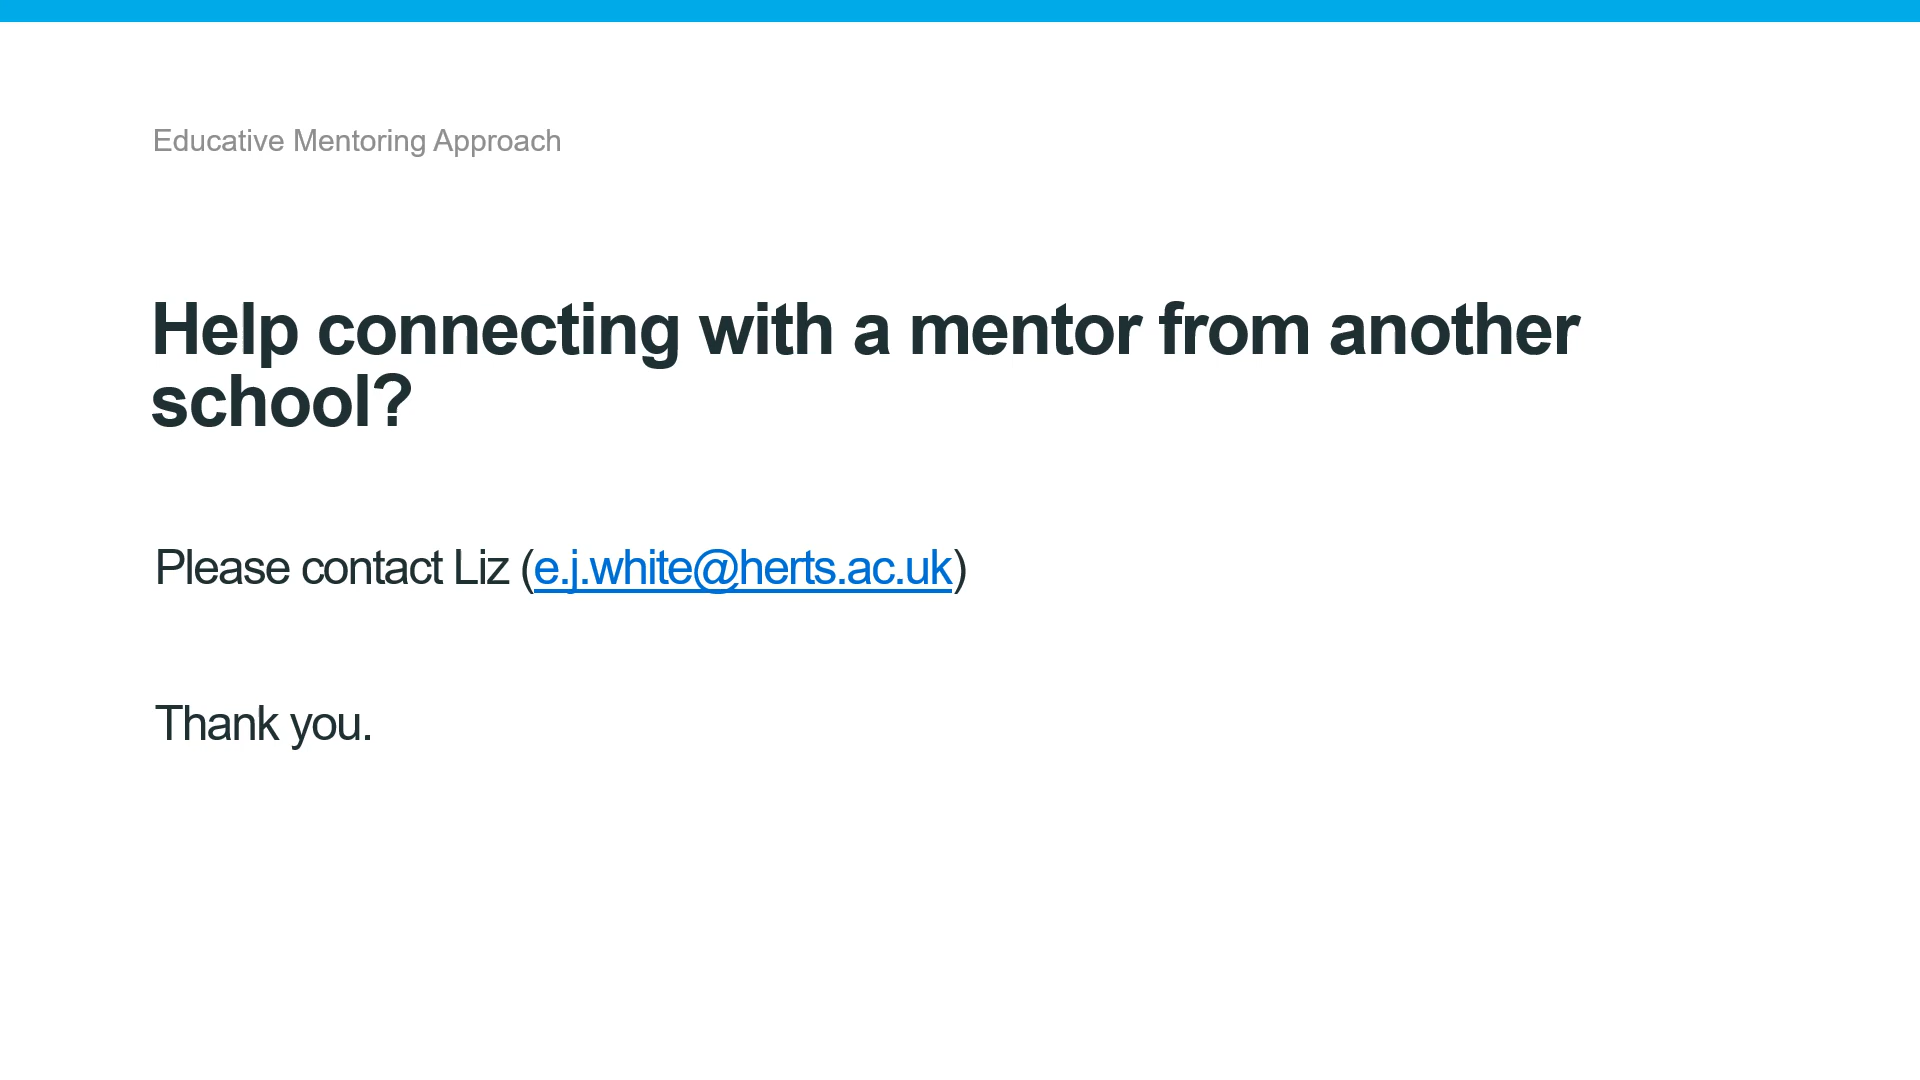 Educative Mentoring Approach
Help connecting with a mentor from another
school?
Please contact Liz (e.j.white@herts.ac.uk)
Thank you.